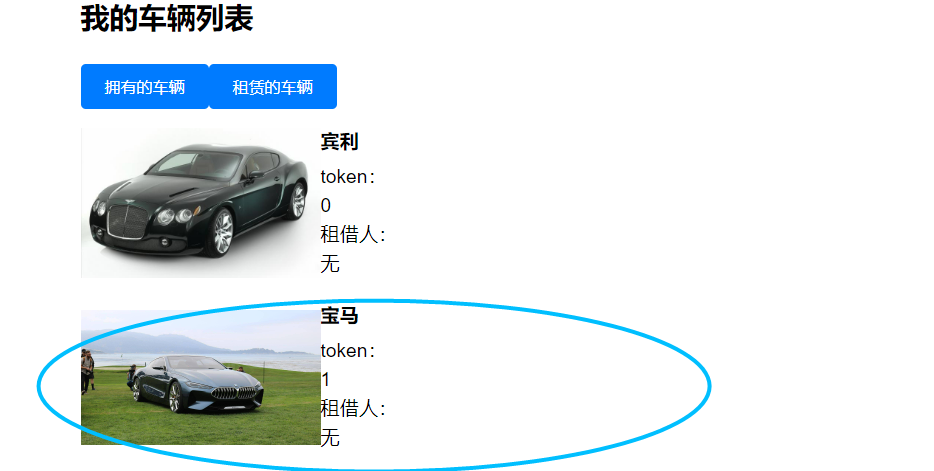 我的车辆列表
拥有的车辆 租赁的车辆
宾利
token：
0
租借人：
无
宝马
token：
1
租借人：
无